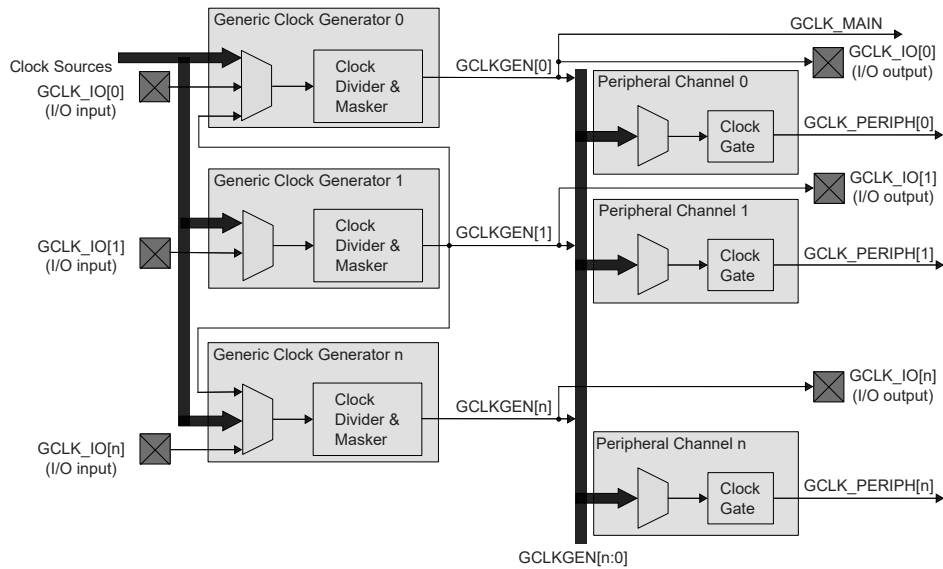 Generic Clock Generator 0
Clock Sources
GCLK_IO[0]
(I/O input)
Clock
Divider &
Masker
GCLKGEN[0]
GCLK_MAIN
GCLK_IO[0]
(I/O output)
Peripheral Channel 0
Clock
Gate
GCLK_PERIPH[0]
Generic Clock Generator 1
GCLK_IO[1]
(I/O input)
Clock
Divider &
Masker
GCLKGEN[1]
GCLK_IO[1]
(I/O output)
Peripheral Channel 1
Clock
Gate
GCLK_PERIPH[1]
Generic Clock Generator n
GCLK_IO[n]
(I/O input)
Clock
Divider &
Masker
GCLKGEN[n]
GCLK_IO[n]
(I/O output)
Peripheral Channel n
Clock
Gate
GCLK_PERIPH[n]
GCLKGEN[n:0]